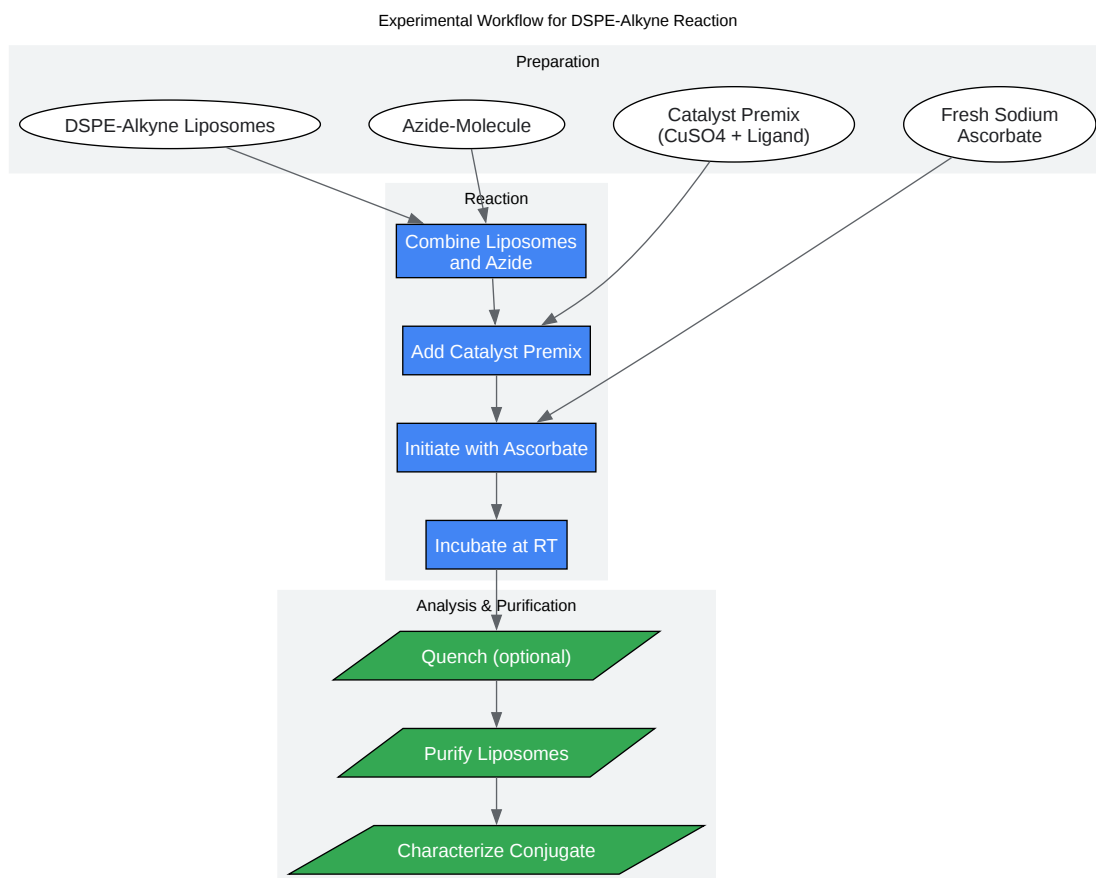 Experimental Workflow for DSPE-Alkyne Reaction
Preparation
DSPE-Alkyne Liposomes
Azide-Molecule
Catalyst Premix
(CuSO4 + Ligand)
Fresh Sodium
Ascorbate
Reaction
Combine Liposomes
and Azide
Add Catalyst Premix
Initiate with Ascorbate
Incubate at RT
Analysis & Purification
Quench (optional)
Purify Liposomes
Characterize Conjugate